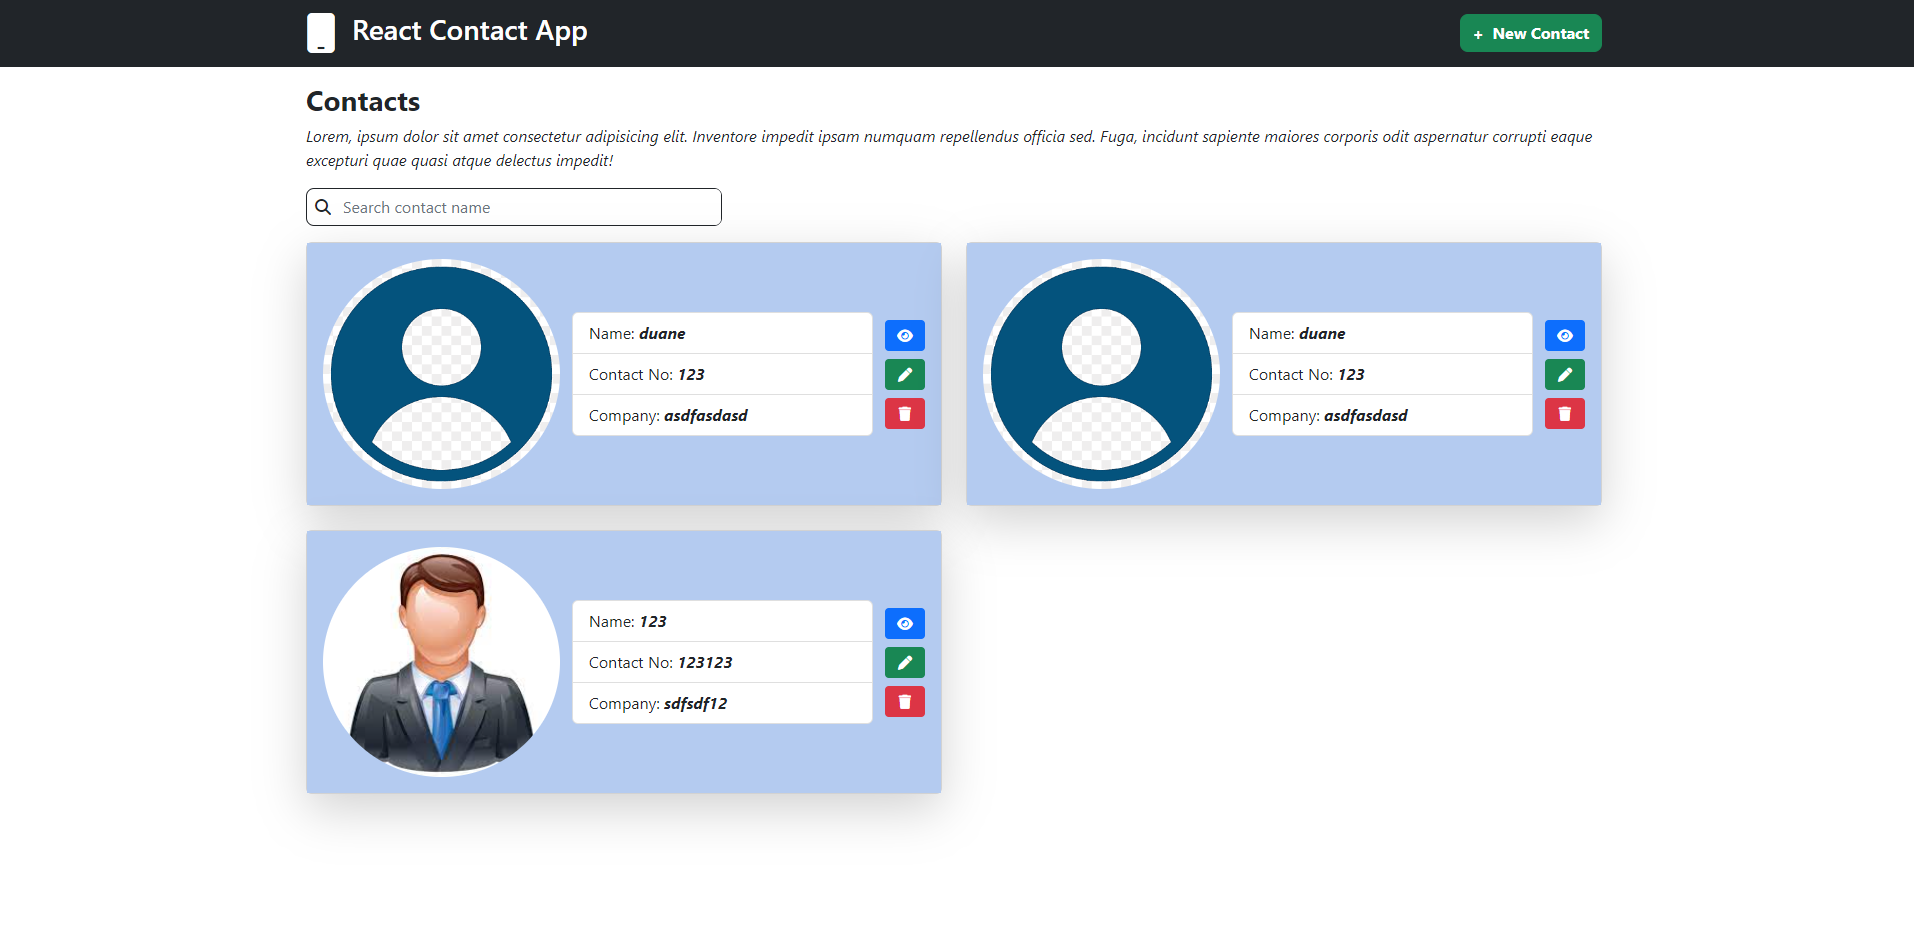 React Contact App
+ New Contact
Contacts
Lorem, ipsum dolor sit amet consectetur adipisicing elit. Inventore impedit ipsam numquam repellendus officia sed. Fuga, incidunt sapiente maiores corporis odit aspernatur corrupti eaque
excepturi quae quasi atque delectus impedit!
Search contact name
Name: duane
Contact No: 123
Company: asdfasdasd
Name: duane
Contact No: 123
Company: asdfasdasd
Name: 123
Contact No: 123123
Company: sdfsdf12